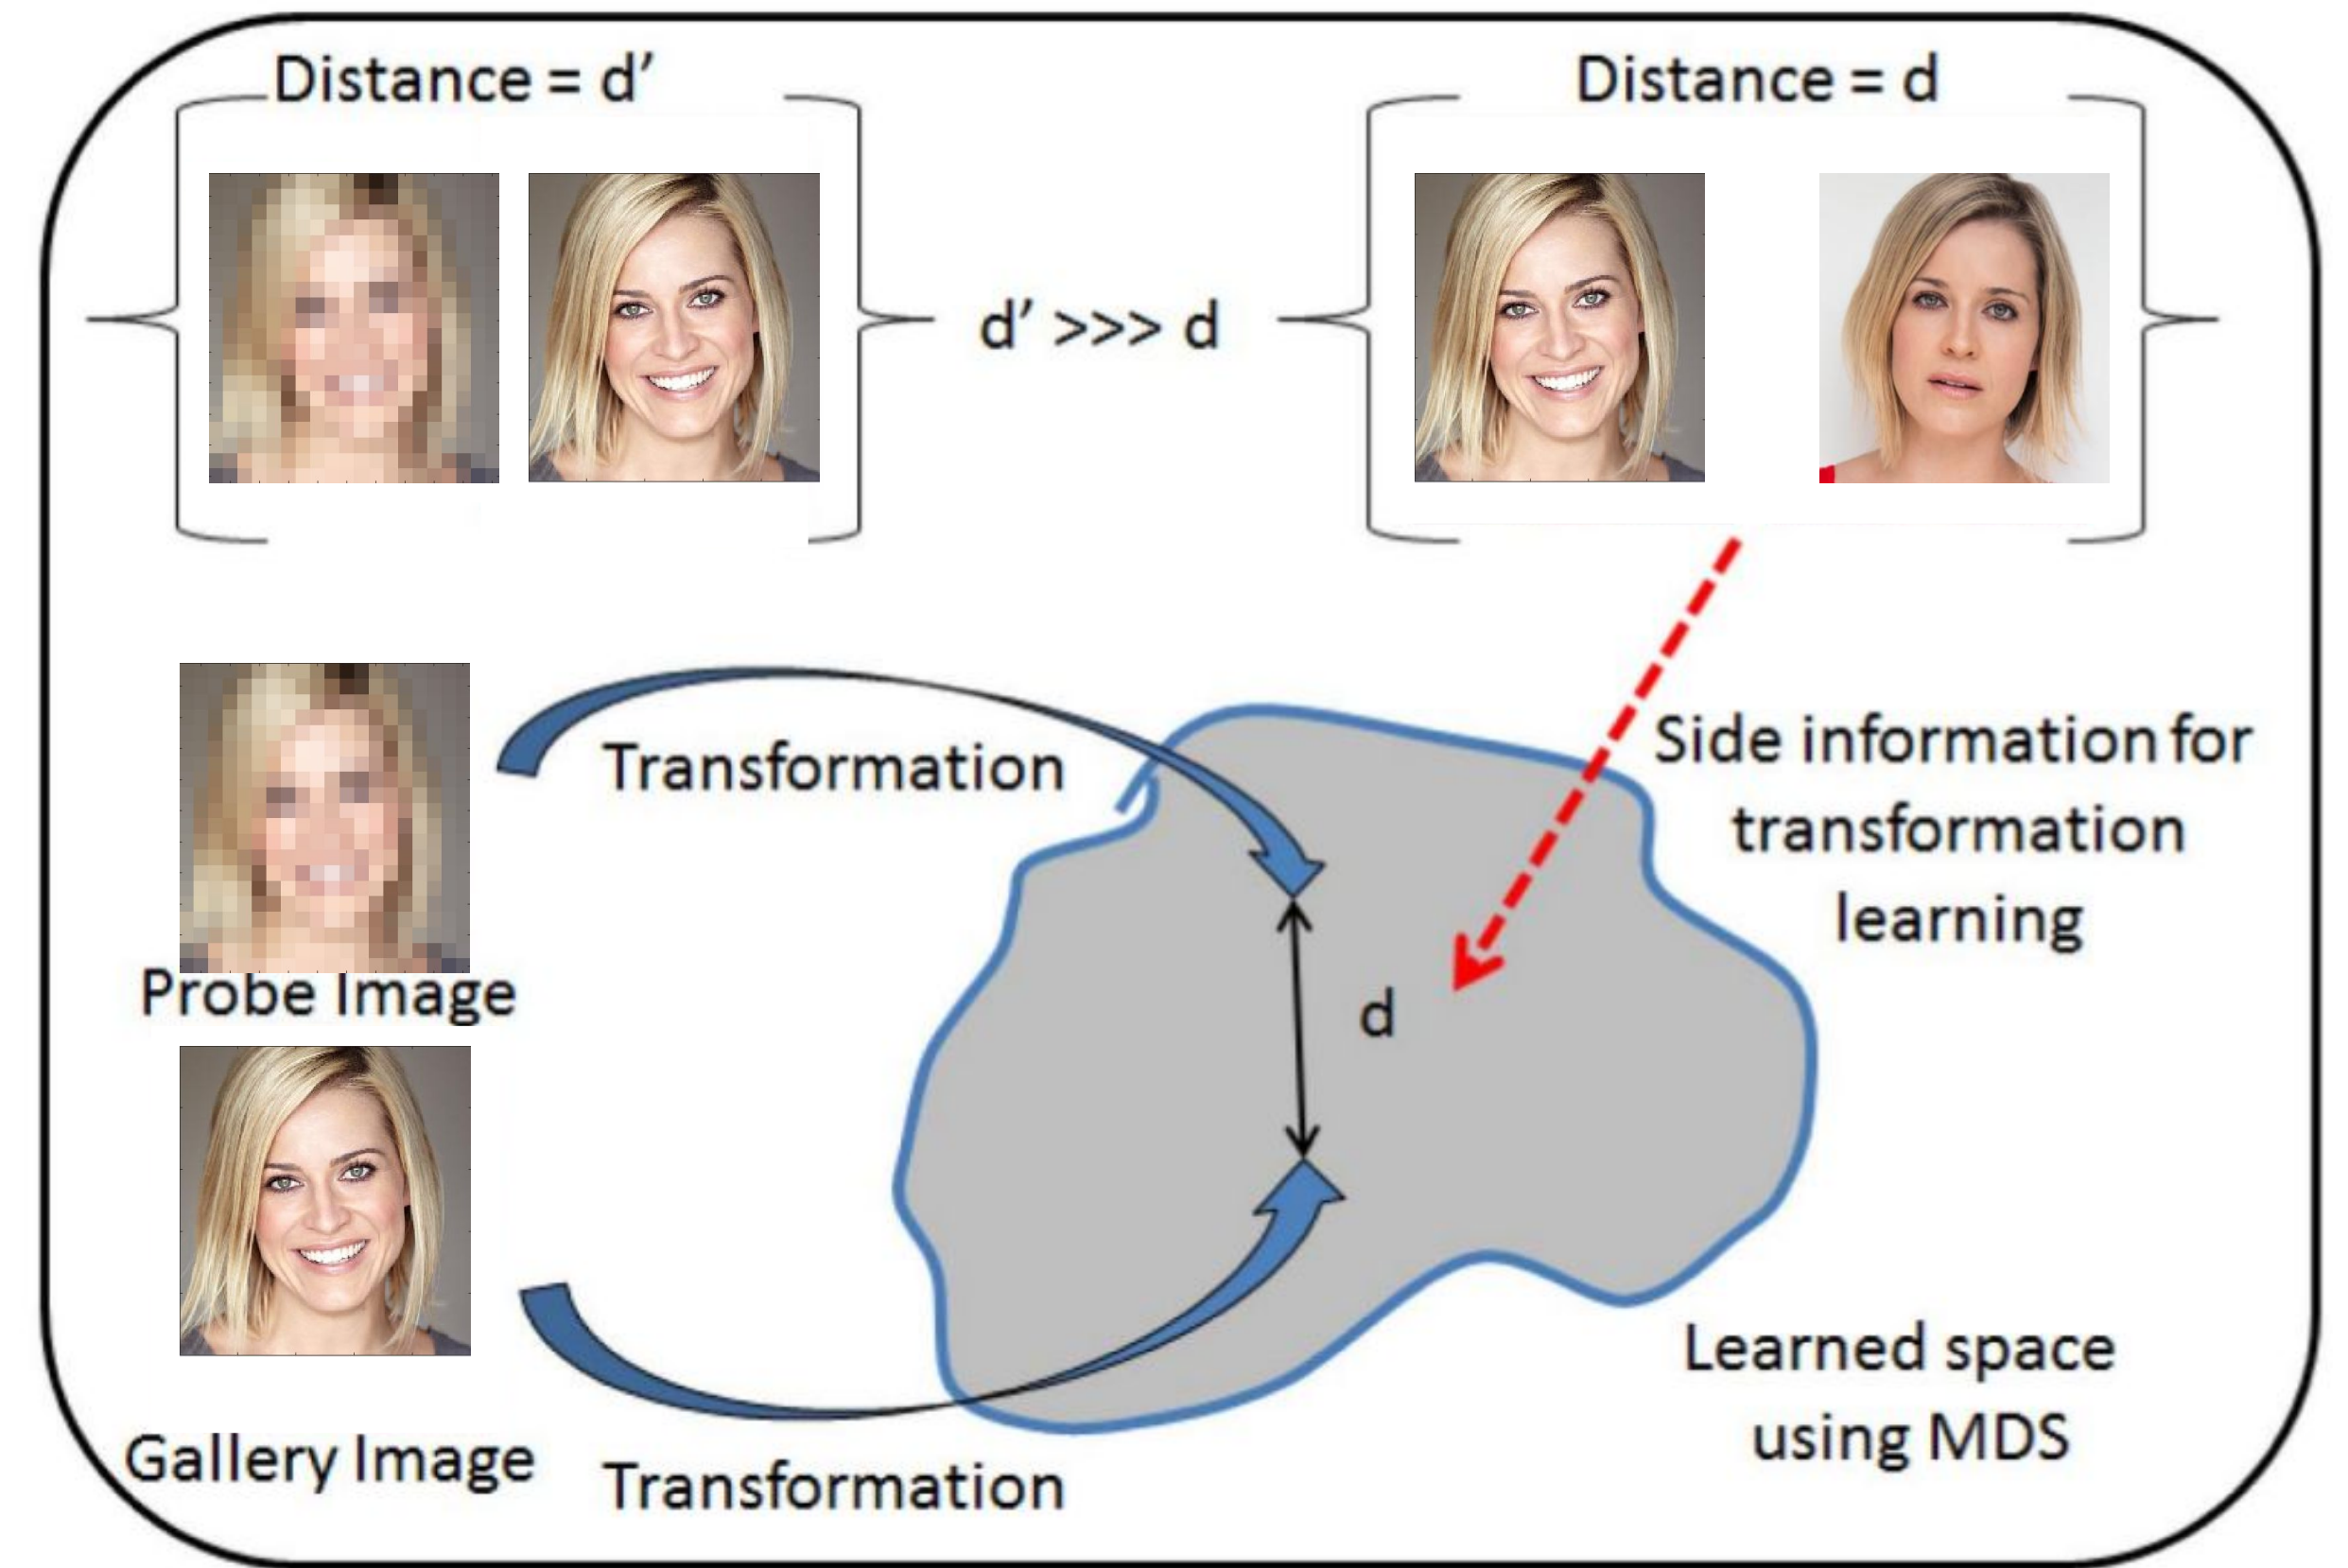 Distance = d’
Distance = d
d’ >>> d
Transformation
Side information for
transformation
learning
Probe Image
d
Learned space
using MDS
Gallery Image
Transformation